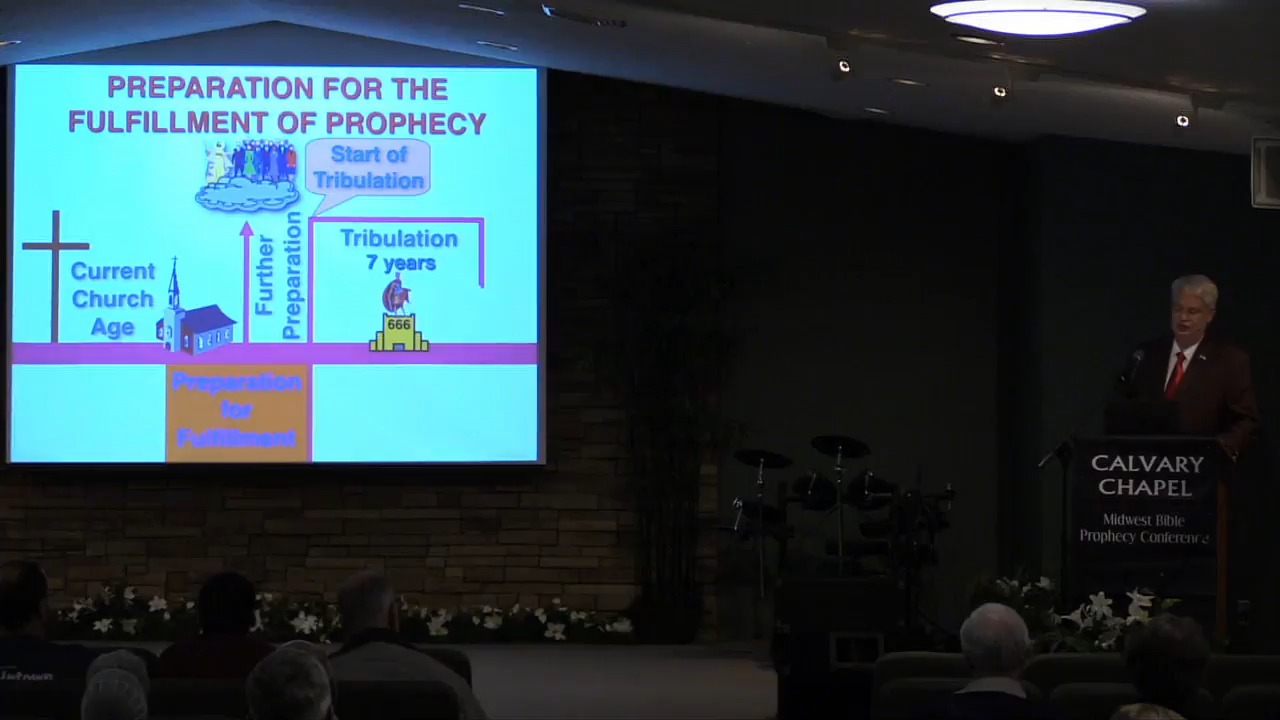 PREPARATION FOR THE
FULFILLMENT OF PROPHECY
Start of
Tribulation
Current
Church
Age
Further
Preparation
Tribulation
7 years
666
Preparation
for
Fulfillment
CALVARY
CHAPEL
Midwest Bible
Prophecy Conference